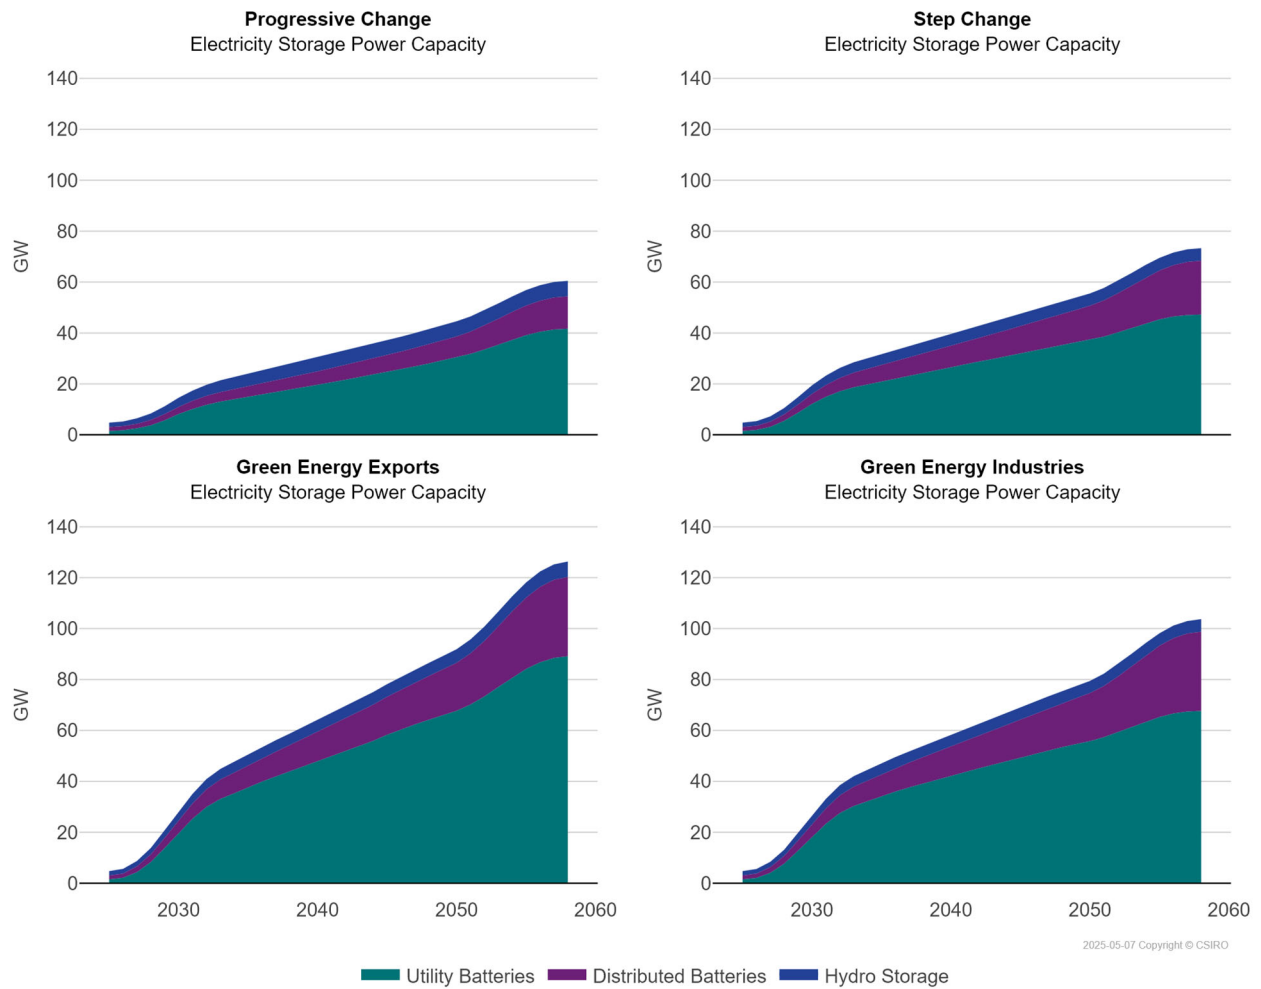 Progressive Change
Electricity Storage Power Capacity
140
120
100
80
60
40
20
0
GW
Step Change
Electricity Storage Power Capacity
140
120
100
80
60
40
20
0
GW
Green Energy Exports
Electricity Storage Power Capacity
140
120
100
80
60
40
20
0
GW
2030 2040 2050 2060
Green Energy Industries
Electricity Storage Power Capacity
140
120
100
80
60
40
20
0
GW
2030 2040 2050 2060
2025-05-07 Copyright © CSIRO
Utility Batteries Distributed Batteries Hydro Storage